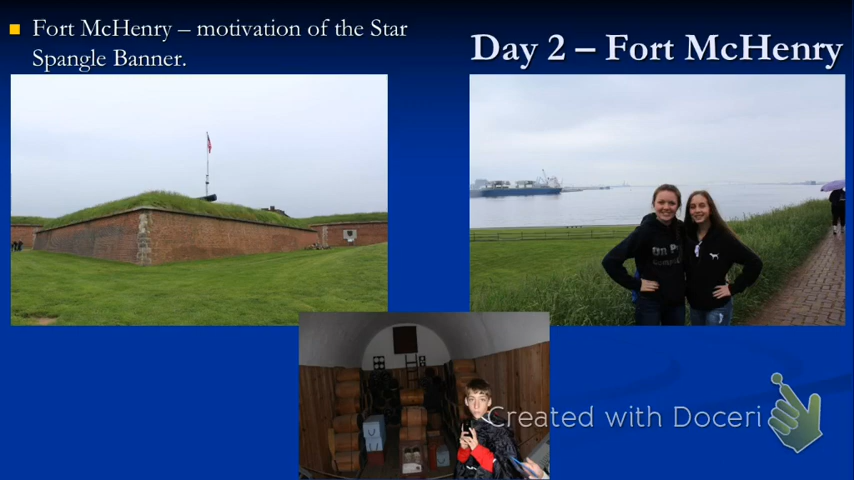 Fort McHenry – motivation of the Star
Spangle Banner.
Day 2 – Fort McHenry
Created with Doceri